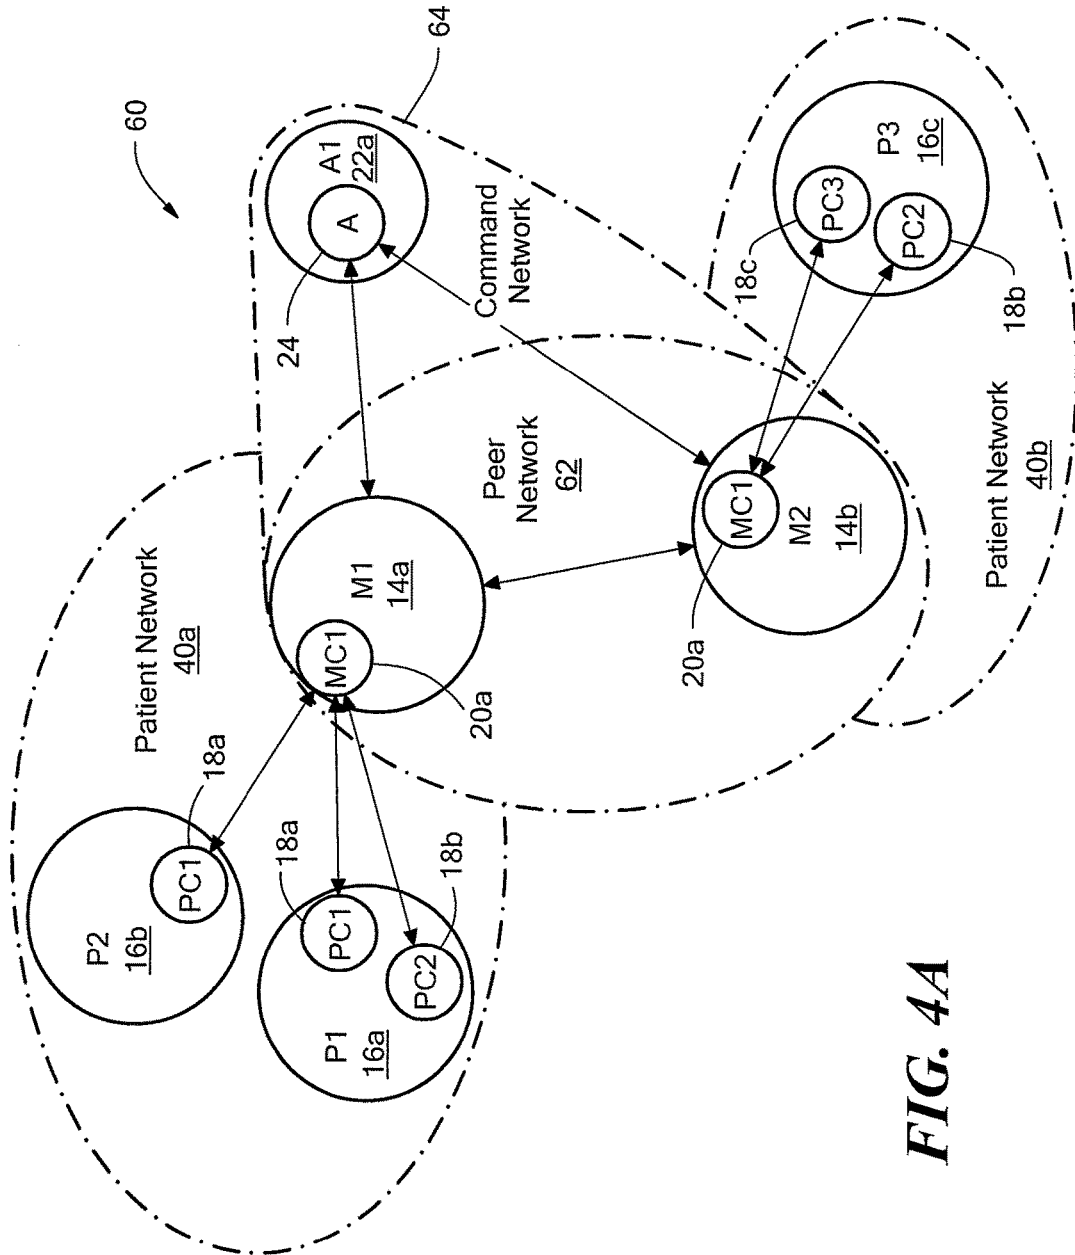 60
64
Patient Network
40a
P2
16b
PC1
18a
P1
16a
PC1
18a
PC2
18b
MC1
20a
M1
14a
Peer
Network
62
A1
22a
A
24
Command
Network
MC1
20a
M2
14b
P3
16c
PC3
18c
PC2
18b
Patient Network
40b
FIG. 4A